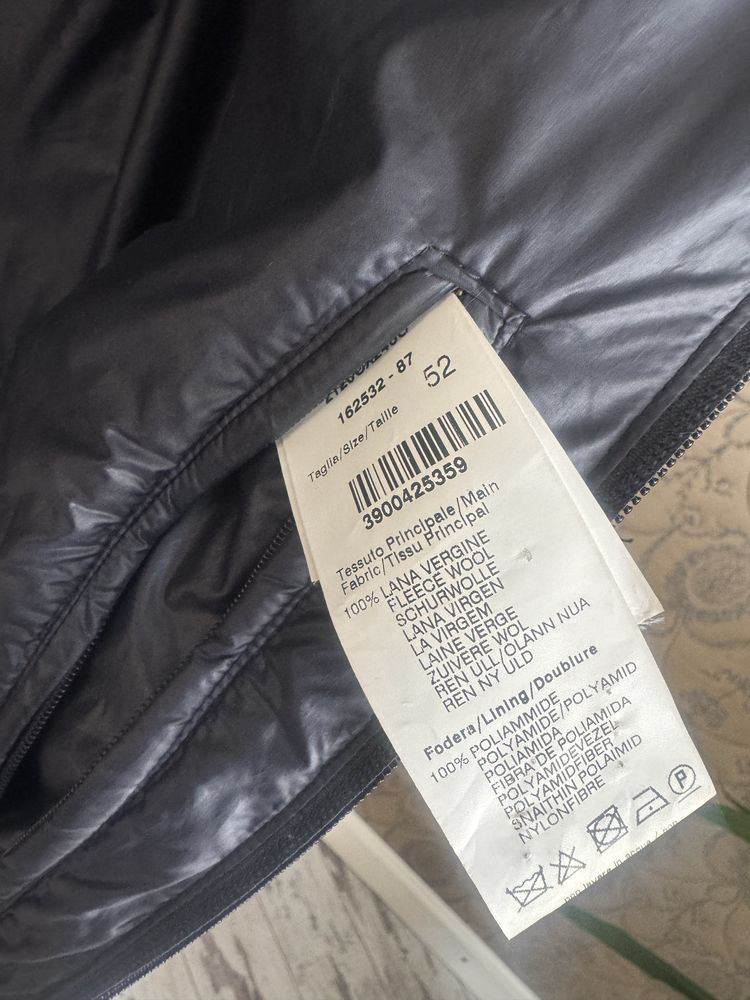 162532 - 87
Taglia/Size/Taille 52
3900425359
Tessuto Principale/Main
Fabric/Tissu Principal
100% LANA VERGINE
FLEECE WOOL
SCHURWOLLE
LANA VIRGEN
LA VIRGEM
LAINE VERGE
ZUIVERE WOL
REN ULL/OLANN NUA
REN NY ULD
Fodera/Lining/Doublure
100% POLIAMMIDE
POLYAMIDE/POLYAMID
POLIAMIDA
FIBRA DE POLIAMIDA
POLYAMIDEVEZEL
POLYAMIDFIBER
SNAITHIN POLAIMID
NYLONFIBRE
P